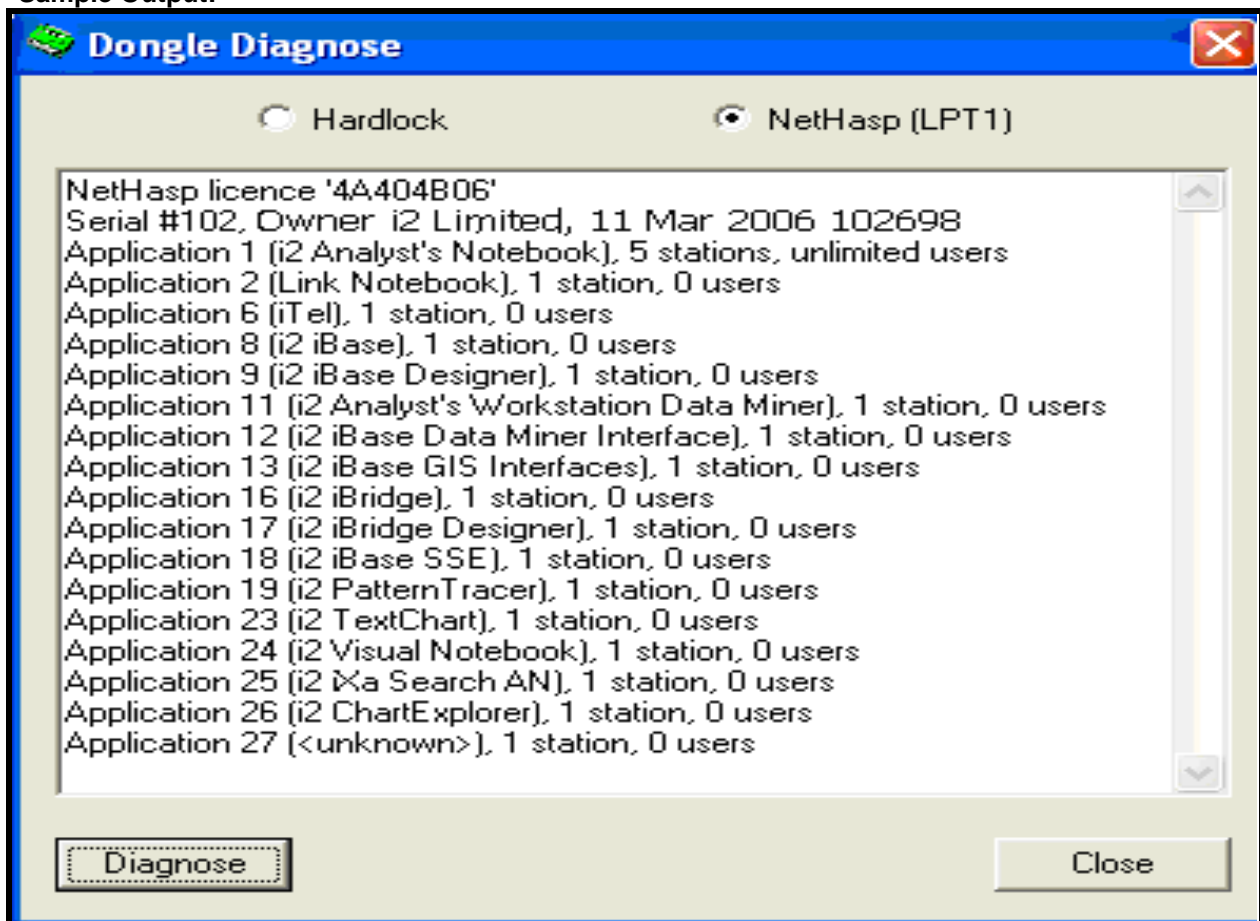 Sample Output:
Dongle Diagnose
Hardlock
NetHasp (LPT1)
NetHasp licence '4A404B06'
Serial #102, Owner i2 Limited, 11 Mar 2006 102698
Application 1 (i2 Analyst's Notebook), 5 stations, unlimited users
Application 2 (Link Notebook), 1 station, 0 users
Application 6 (iTel), 1 station, 0 users
Application 8 (i2 iBase), 1 station, 0 users
Application 9 (i2 iBase Designer), 1 station, 0 users
Application 11 (i2 Analyst's Workstation Data Miner), 1 station, 0 users
Application 12 (i2 iBase Data Miner Interface), 1 station, 0 users
Application 13 (i2 iBase GIS Interfaces), 1 station, 0 users
Application 16 (i2 iBridge), 1 station, 0 users
Application 17 (i2 iBridge Designer), 1 station, 0 users
Application 18 (i2 iBase SSE), 1 station, 0 users
Application 19 (i2 PatternTracer), 1 station, 0 users
Application 23 (i2 TextChart), 1 station, 0 users
Application 24 (i2 Visual Notebook), 1 station, 0 users
Application 25 (i2 iXa Search AN), 1 station, 0 users
Application 26 (i2 ChartExplorer), 1 station, 0 users
Application 27 (<unknown>), 1 station, 0 users
Diagnose
Close